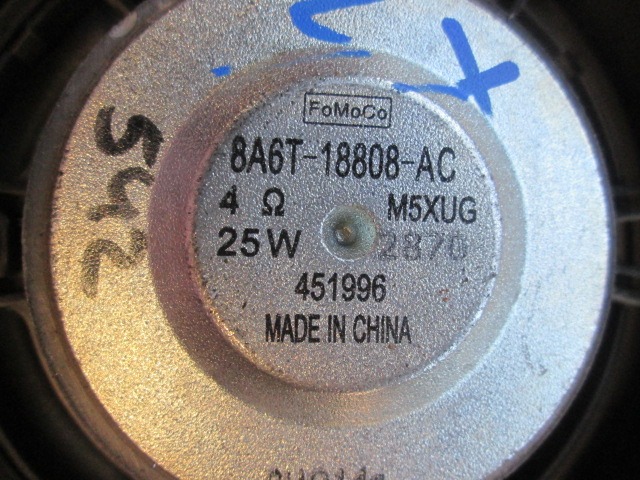 FoMoCo
8A6T-18808-AC
4 Ω M5XUG
25W 2870
451996
MADE IN CHINA
542